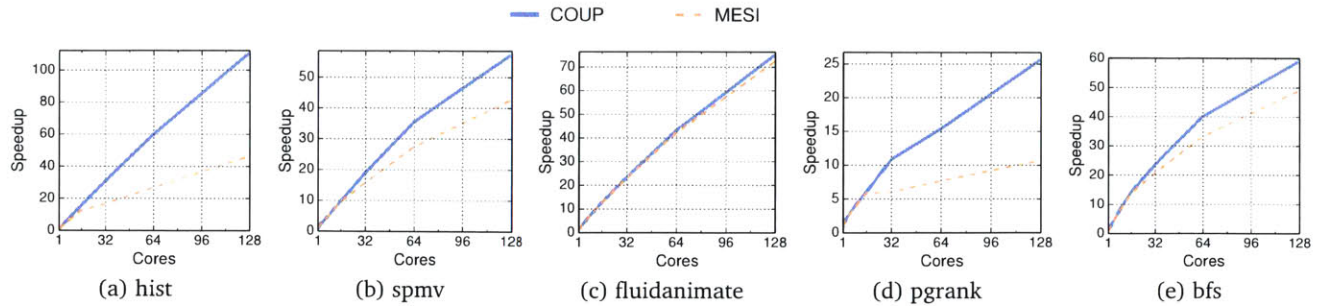 COUP MESI
100
80
60
40
20
0
Speedup
1 32 64 96 128
Cores
(a) hist
50
40
30
20
10
0
Speedup
1 32 64 96 128
Cores
(b) spmv
70
60
50
40
30
20
10
0
Speedup
1 32 64 96 128
Cores
(c) fluidanimate
25
20
15
10
5
0
Speedup
1 32 64 96 128
Cores
(d) pgrank
60
50
40
30
20
10
0
Speedup
1 32 64 96 128
Cores
(e) bfs